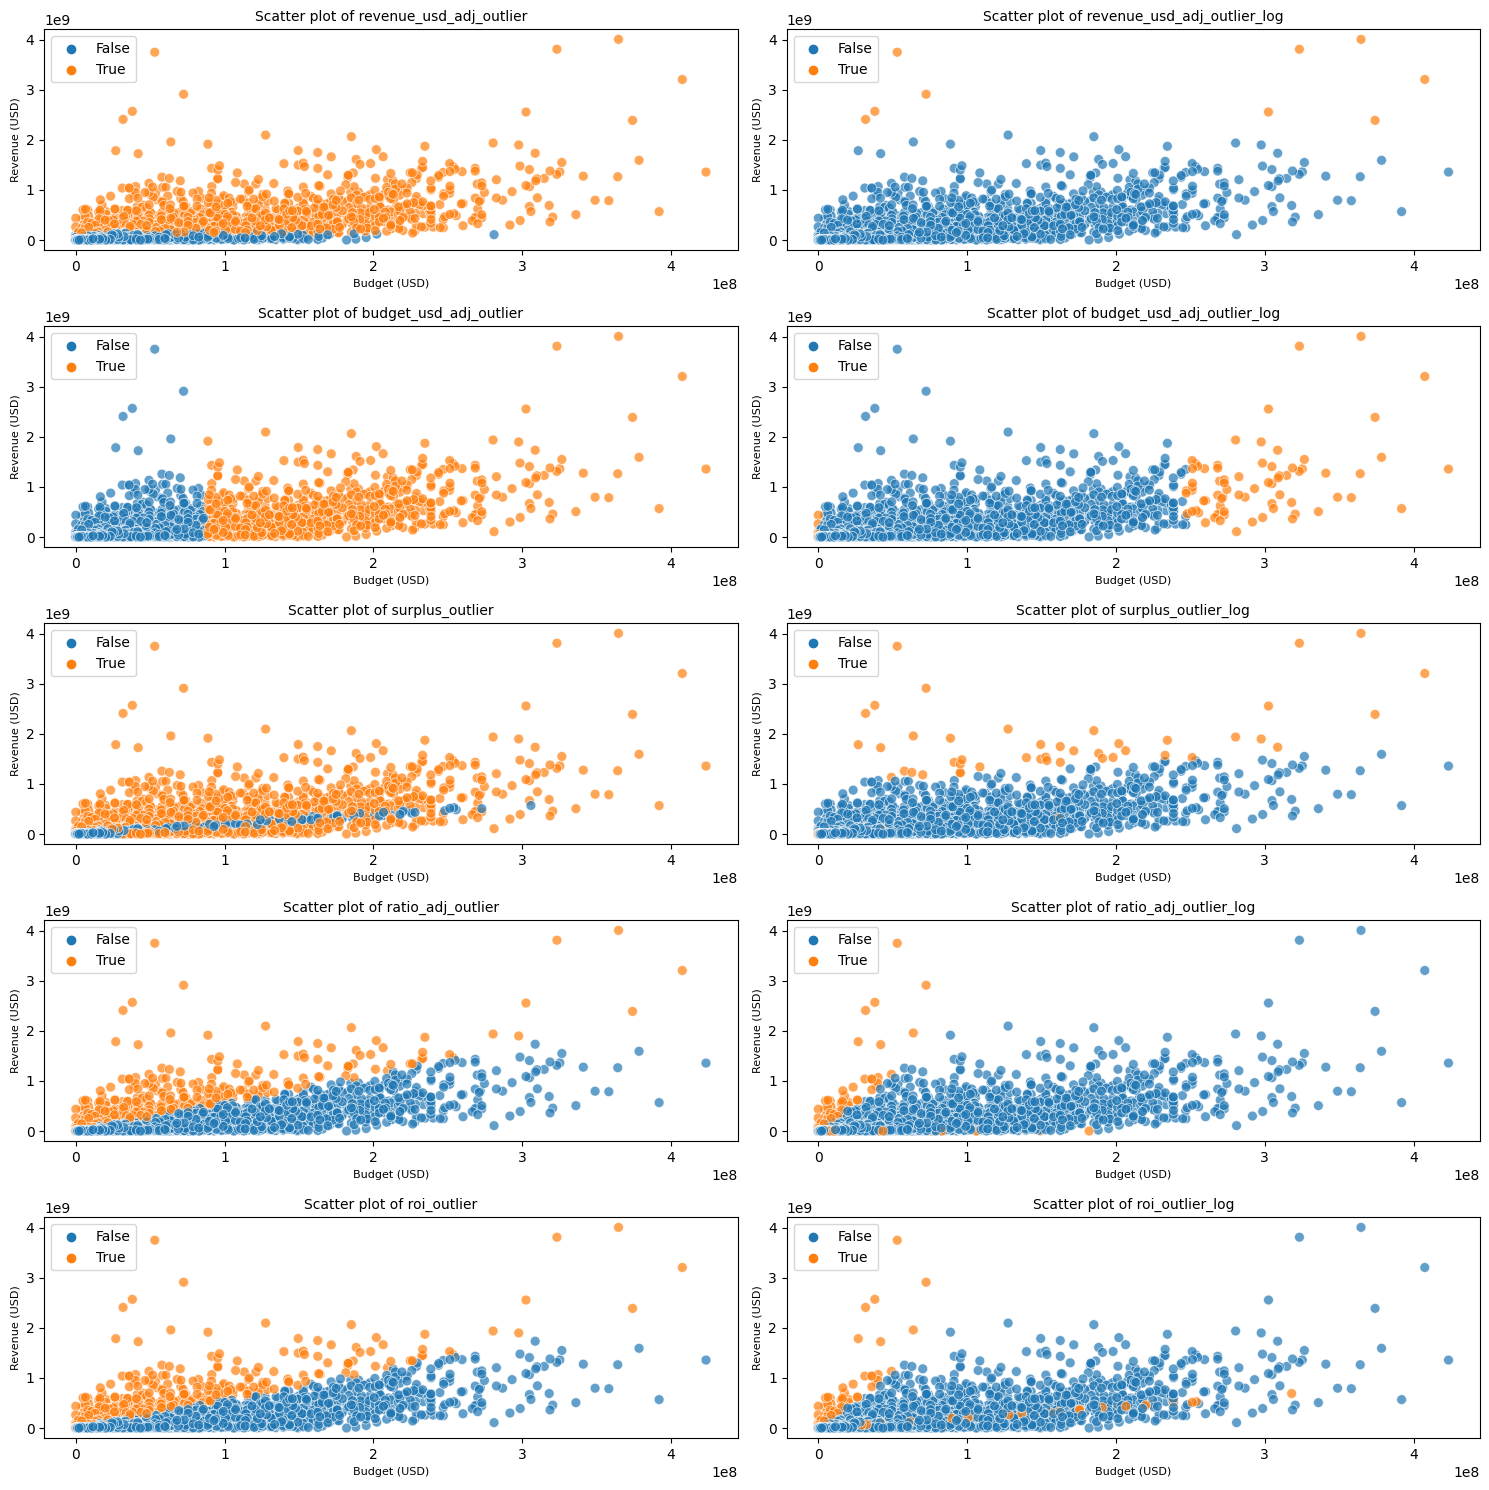 Scatter plot of revenue_usd_adj_outlier
1e9
False
True
4
3
2
1
0
Revenue (USD)
0 1 2 3 4
Budget (USD)
1e8
Scatter plot of revenue_usd_adj_outlier_log
1e9
False
True
4
3
2
1
0
Revenue (USD)
0 1 2 3 4
Budget (USD)
1e8
Scatter plot of budget_usd_adj_outlier
1e9
False
True
4
3
2
1
0
Revenue (USD)
0 1 2 3 4
Budget (USD)
1e8
Scatter plot of budget_usd_adj_outlier_log
1e9
False
True
4
3
2
1
0
Revenue (USD)
0 1 2 3 4
Budget (USD)
1e8
Scatter plot of surplus_outlier
1e9
False
True
4
3
2
1
0
Revenue (USD)
0 1 2 3 4
Budget (USD)
1e8
Scatter plot of surplus_outlier_log
1e9
False
True
4
3
2
1
0
Revenue (USD)
0 1 2 3 4
Budget (USD)
1e8
Scatter plot of ratio_adj_outlier
1e9
False
True
4
3
2
1
0
Revenue (USD)
0 1 2 3 4
Budget (USD)
1e8
Scatter plot of ratio_adj_outlier_log
1e9
False
True
4
3
2
1
0
Revenue (USD)
0 1 2 3 4
Budget (USD)
1e8
Scatter plot of roi_outlier
1e9
False
True
4
3
2
1
0
Revenue (USD)
0 1 2 3 4
Budget (USD)
1e8
Scatter plot of roi_outlier_log
1e9
False
True
4
3
2
1
0
Revenue (USD)
0 1 2 3 4
Budget (USD)
1e8